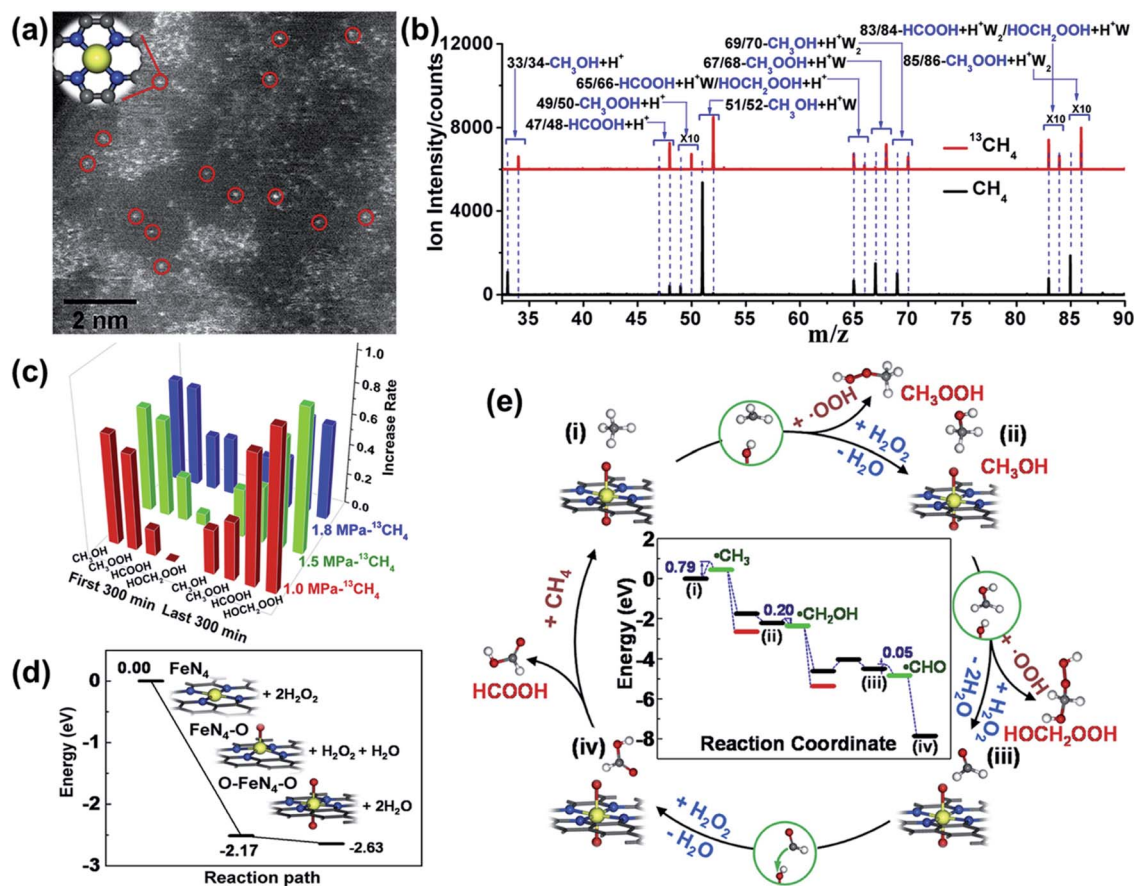 (a)
2 nm
(b)
12000
8000
4000
0
Ion Intensity/counts
33/34-CH₃OH+H⁺
65/66-HCOOH+H⁺W/HOCH₂OOH+H⁺
49/50-CH₃OOH+H⁺
47/48-HCOOH+H⁺
69/70-CH₃OH+H⁺W₂
67/68-CH₃OOH+H⁺W
51/52-CH₃OH+H⁺W
83/84-HCOOH+H⁺W₂/HOCH₂OOH+H⁺W
85/86-CH₃OOH+H⁺W₂
X10
X10
X10
¹³CH₄
CH₄
35 40 45 50 55 60 65 70 75 80 85 90
m/z
(c)
1.0
0.8
0.6
0.4
0.2
0.0
Increase Rate
1.8 MPa-¹³CH₄
1.5 MPa-¹³CH₄
1.0 MPa-¹³CH₄
CH₃OH
CH₃OOH
HCOOH
HOCH₂OOH
CH₃OH
CH₃OOH
HCOOH
HOCH₂OOH
First 300 min Last 300 min
(d)
0
-1
-2
-3
Energy (eV)
0.00
FeN₄
+ 2H₂O₂
FeN₄-O
+ H₂O₂ + H₂O
O-FeN₄-O
+ 2H₂O
-2.17
-2.63
Reaction path
(e)
(i)
+ ·OOH
CH₃OOH
+ H₂O₂
- H₂O
(ii)
CH₃OH
+ ·OOH
+ H₂O₂
- 2H₂O
HOCH₂OOH
(iii)
+ H₂O₂
- H₂O
(iv)
HCOOH
+ CH₄
0
-2
-4
-6
-8
Energy (eV)
0.79
•CH₃
(i)
0.20
•CH₂OH
(ii)
0.05
•CHO
(iii)
(iv)
Reaction Coordinate